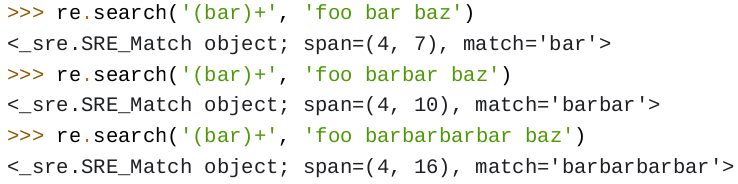 >>> re.search('(bar)+', 'foo bar baz')
<_sre.SRE_Match object; span=(4, 7), match='bar'>
>>> re.search('(bar)+', 'foo barbar baz')
<_sre.SRE_Match object; span=(4, 10), match='barbar'>
>>> re.search('(bar)+', 'foo barbarbarbar baz')
<_sre.SRE_Match object; span=(4, 16), match='barbarbarbar'>